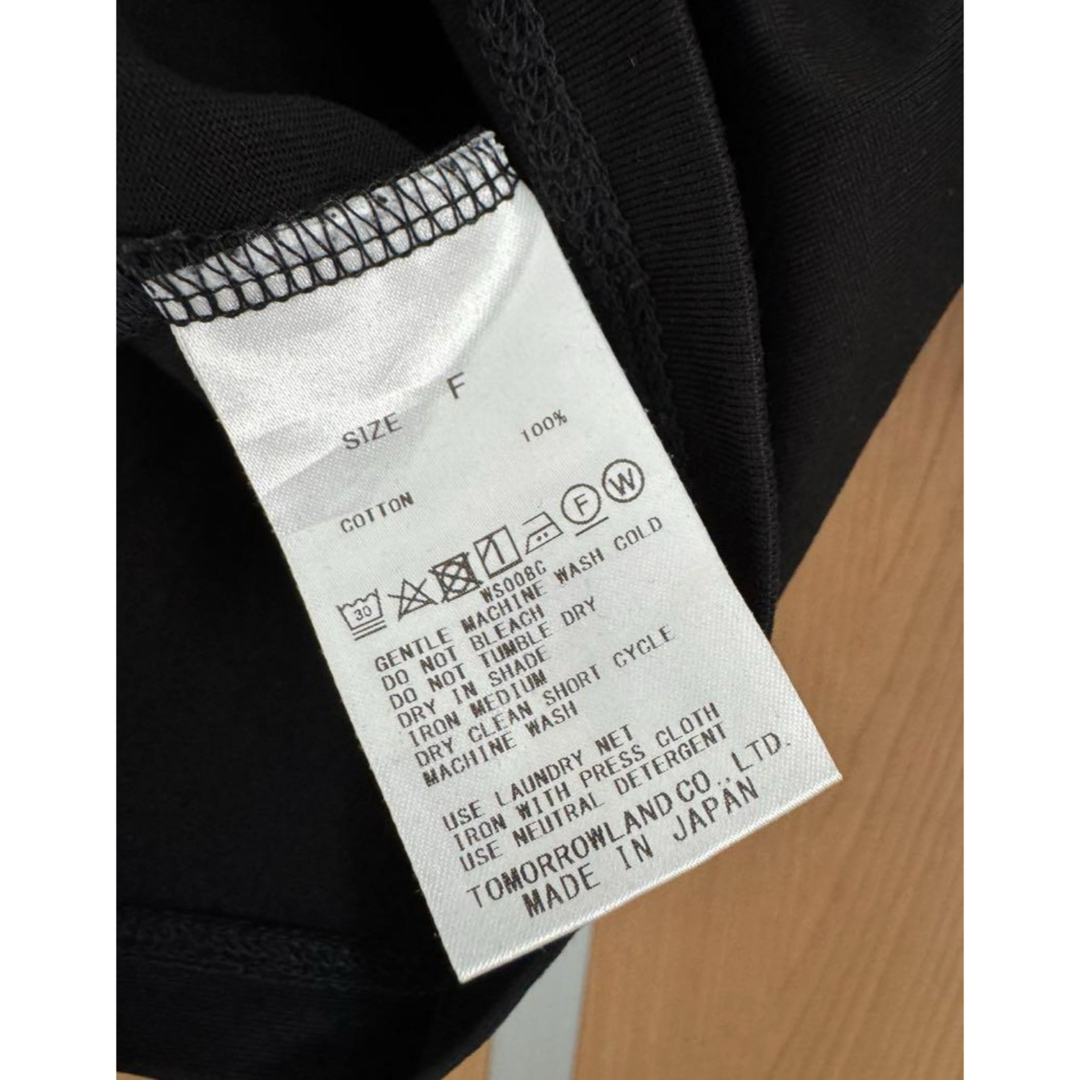 SIZE F
COTTON 100%
30 F W
WS008C
GENTLE MACHINE WASH COLD
DO NOT BLEACH
DO NOT TUMBLE DRY
DRY IN SHADE
IRON MEDIUM
DRY CLEAN SHORT CYCLE
MACHINE WASH
USE LAUNDRY NET
IRON WITH PRESS CLOTH
USE NEUTRAL DETERGENT
TOMORROWLAND CO.,LTD.
MADE IN JAPAN